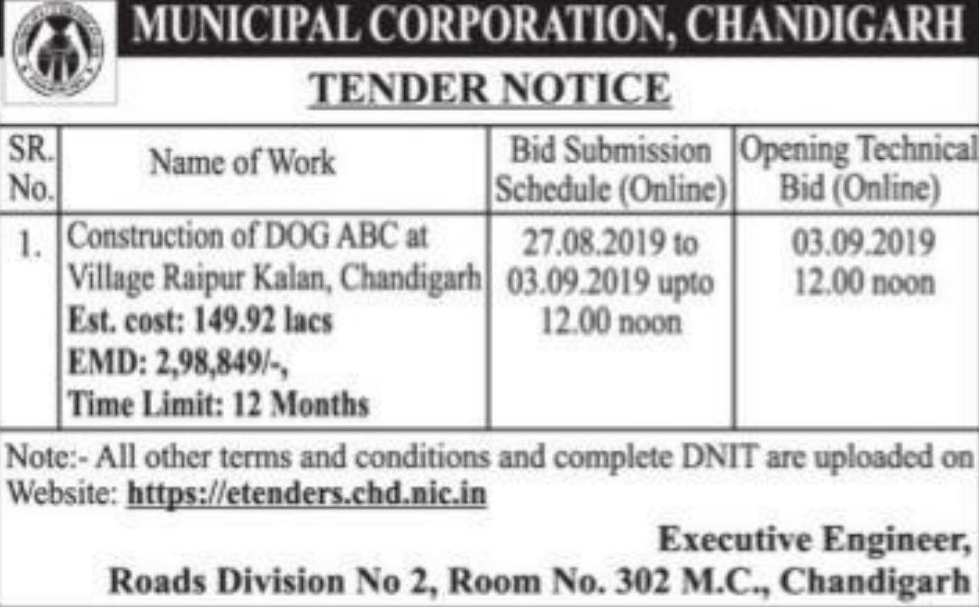 MUNICIPAL CORPORATION, CHANDIGARH
TENDER NOTICE
SR. No.
Name of Work
Bid Submission
Schedule (Online)
Opening Technical
Bid (Online)
1.
Construction of DOG ABC at
Village Raipur Kalan, Chandigarh
Est. cost: 149.92 lacs
EMD: 2,98,849/-,
Time Limit: 12 Months
27.08.2019 to
03.09.2019 upto
12.00 noon
03.09.2019
12.00 noon
Note:- All other terms and conditions and complete DNIT are uploaded on
Website: https://etenders.chd.nic.in
Executive Engineer,
Roads Division No 2, Room No. 302 M.C., Chandigarh